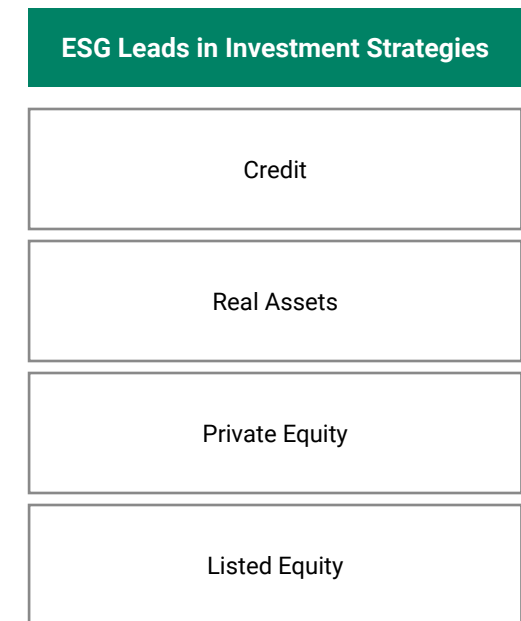 ESG Leads in Investment Strategies
Credit
Real Assets
Private Equity
Listed Equity